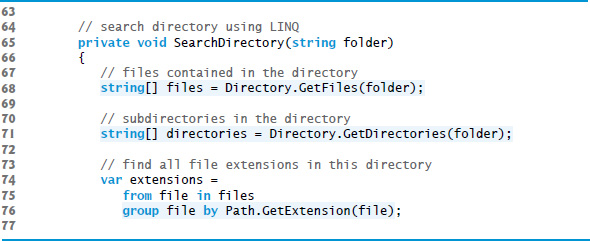 63
64 // search directory using LINQ
65 private void SearchDirectory(string folder)
66 {
67 // files contained in the directory
68 string[] files = Directory.GetFiles(folder);
69
70 // subdirectories in the directory
71 string[] directories = Directory.GetDirectories(folder);
72
73 // find all file extensions in this directory
74 var extensions =
75 from file in files
76 group file by Path.GetExtension(file);
77